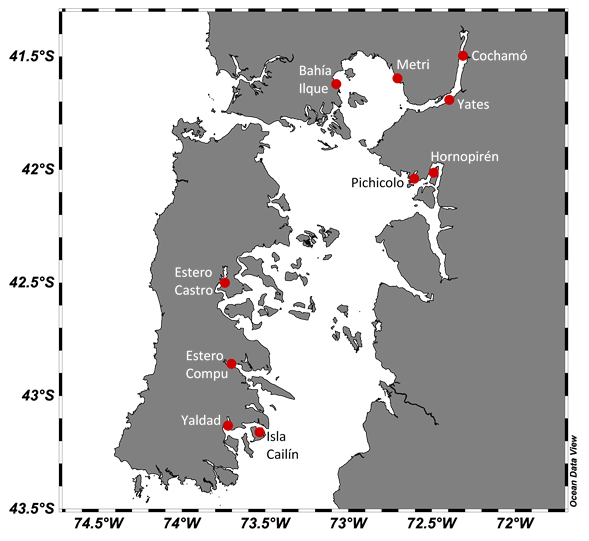 41.5°S
Cochamó
Metri
Bahía
Ilque
Yates
42°S
Hornopirén
Pichicolo
42.5°S
Estero
Castro
Estero
Compu
43°S
Yaldad
Isla
Cailín
43.5°S
Ocean Data View
74.5°W 74°W 73.5°W 73°W 72.5°W 72°W